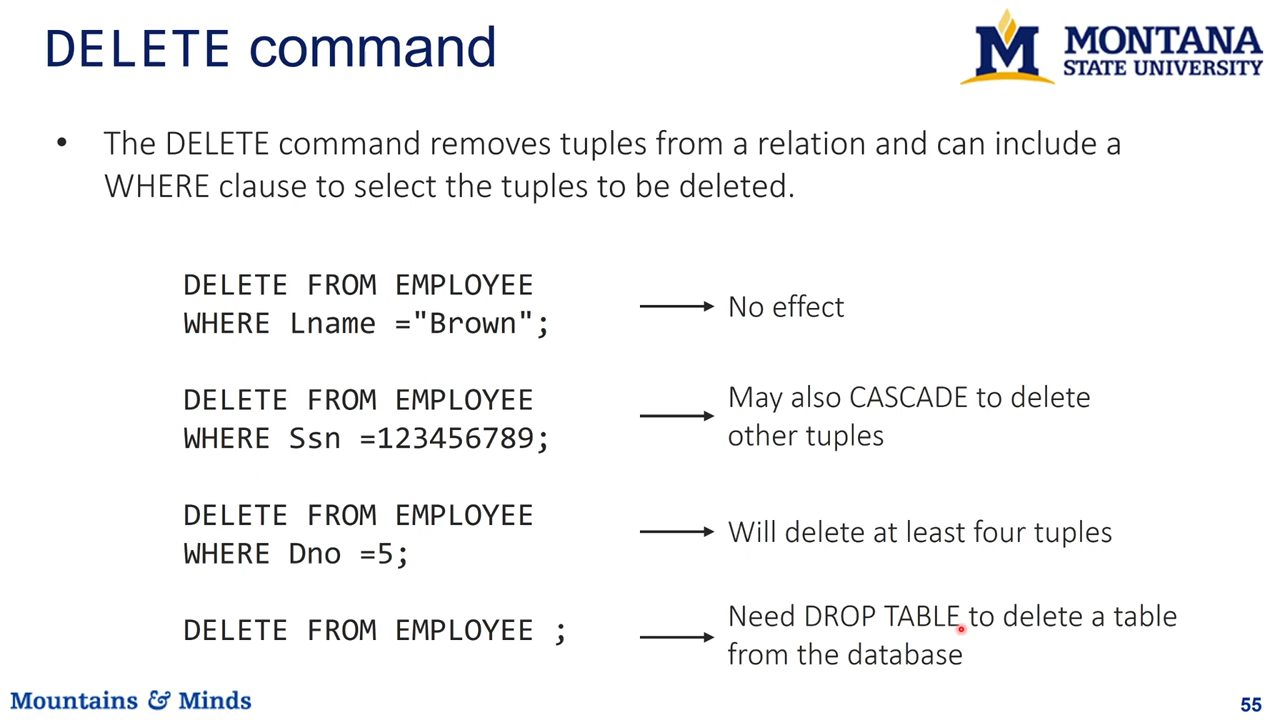 DELETE command
MONTANA
STATE UNIVERSITY
• The DELETE command removes tuples from a relation and can include a
WHERE clause to select the tuples to be deleted.
DELETE FROM EMPLOYEE
WHERE Lname ="Brown";
No effect
DELETE FROM EMPLOYEE
WHERE Ssn =123456789;
May also CASCADE to delete
other tuples
DELETE FROM EMPLOYEE
WHERE Dno =5;
Will delete at least four tuples
DELETE FROM EMPLOYEE ;
Need DROP TABLE to delete a table
from the database
Mountains & Minds
55